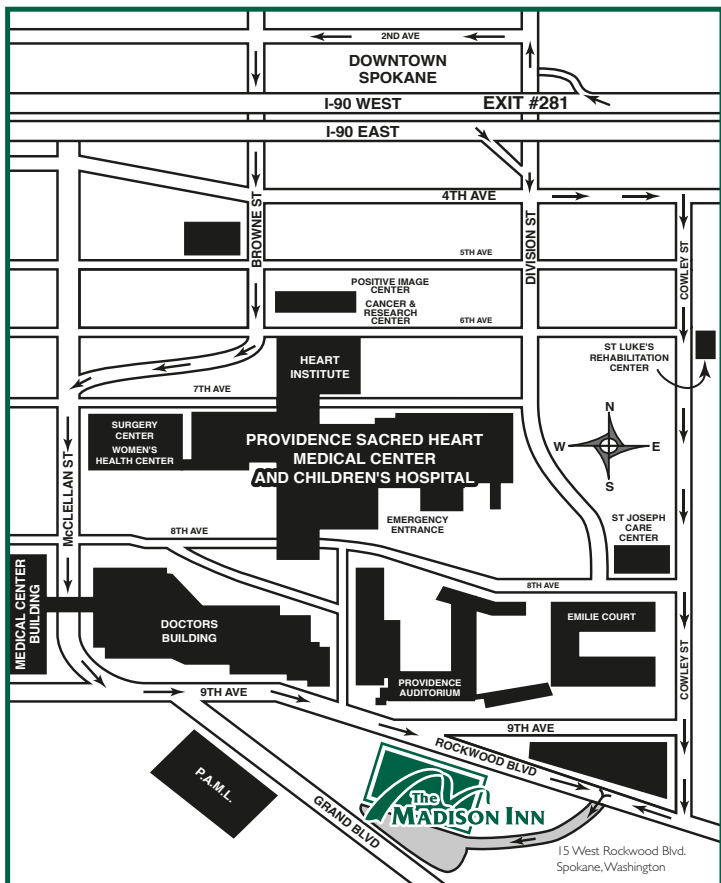 2ND AVE
DOWNTOWN
SPOKANE
I-90 WEST
EXIT #281
I-90 EAST
4TH AVE
BROWNE ST
DIVISION ST
COWLEY ST
5TH AVE
POSITIVE IMAGE
CENTER
CANCER &
RESEARCH
CENTER
6TH AVE
HEART
INSTITUTE
ST LUKE'S
REHABILITATION
CENTER
7TH AVE
N
W
E
S
SURGERY
CENTER
WOMEN'S
HEALTH CENTER
PROVIDENCE SACRED HEART
MEDICAL CENTER
AND CHILDREN'S HOSPITAL
McCLELLAN ST
EMERGENCY
ENTRANCE
ST JOSEPH
CARE
CENTER
8TH AVE
8TH AVE
MEDICAL CENTER
BUILDING
DOCTORS
BUILDING
EMILIE COURT
PROVIDENCE
AUDITORIUM
COWLEY ST
9TH AVE
9TH AVE
ROCKWOOD BLVD
P.A.M.L.
GRAND BLVD
The
MADISON INN
15 West Rockwood Blvd.
Spokane, Washington